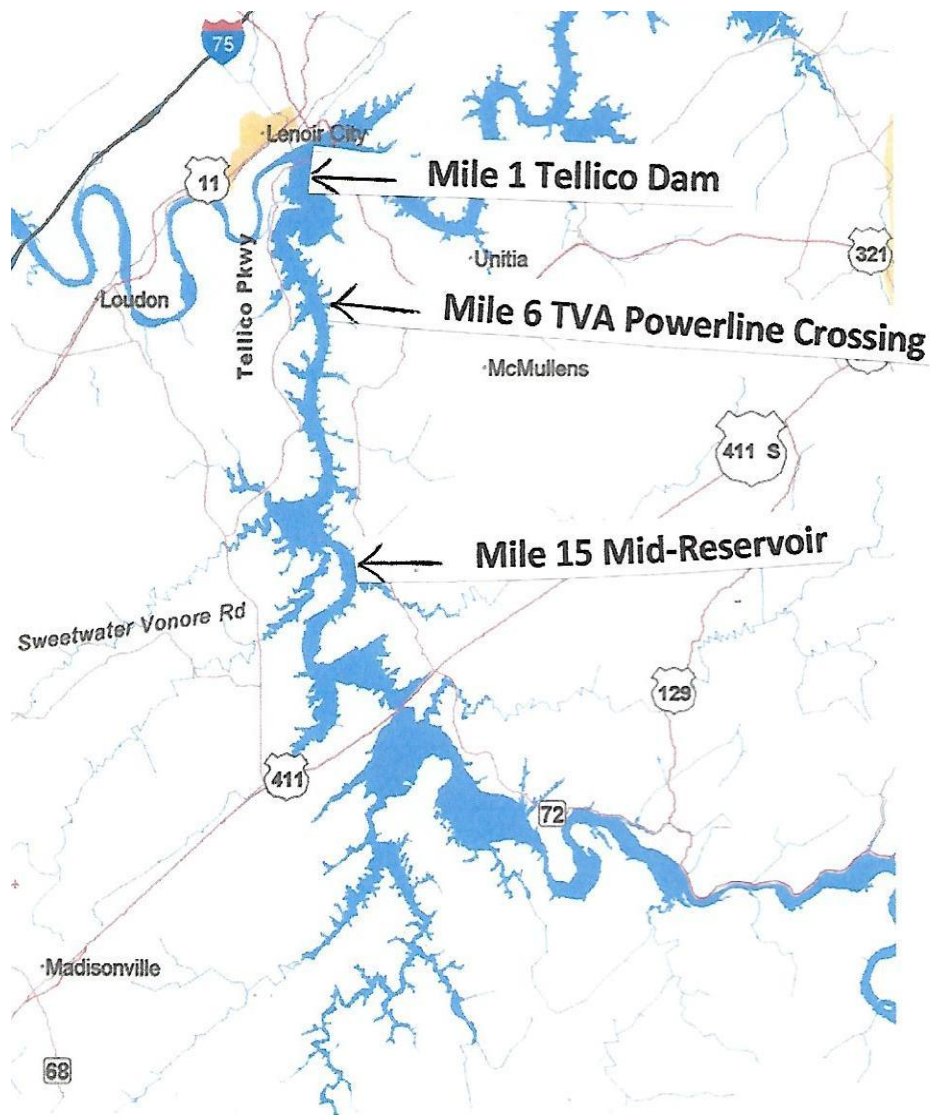 75
Lenoir City
11
Mile 1 Tellico Dam
321
Unitia
Tellico Pkwy
Loudon
Mile 6 TVA Powerline Crossing
McMullens
411 S
Mile 15 Mid-Reservoir
Sweetwater Vonore Rd
129
411
72
Madisonville
68